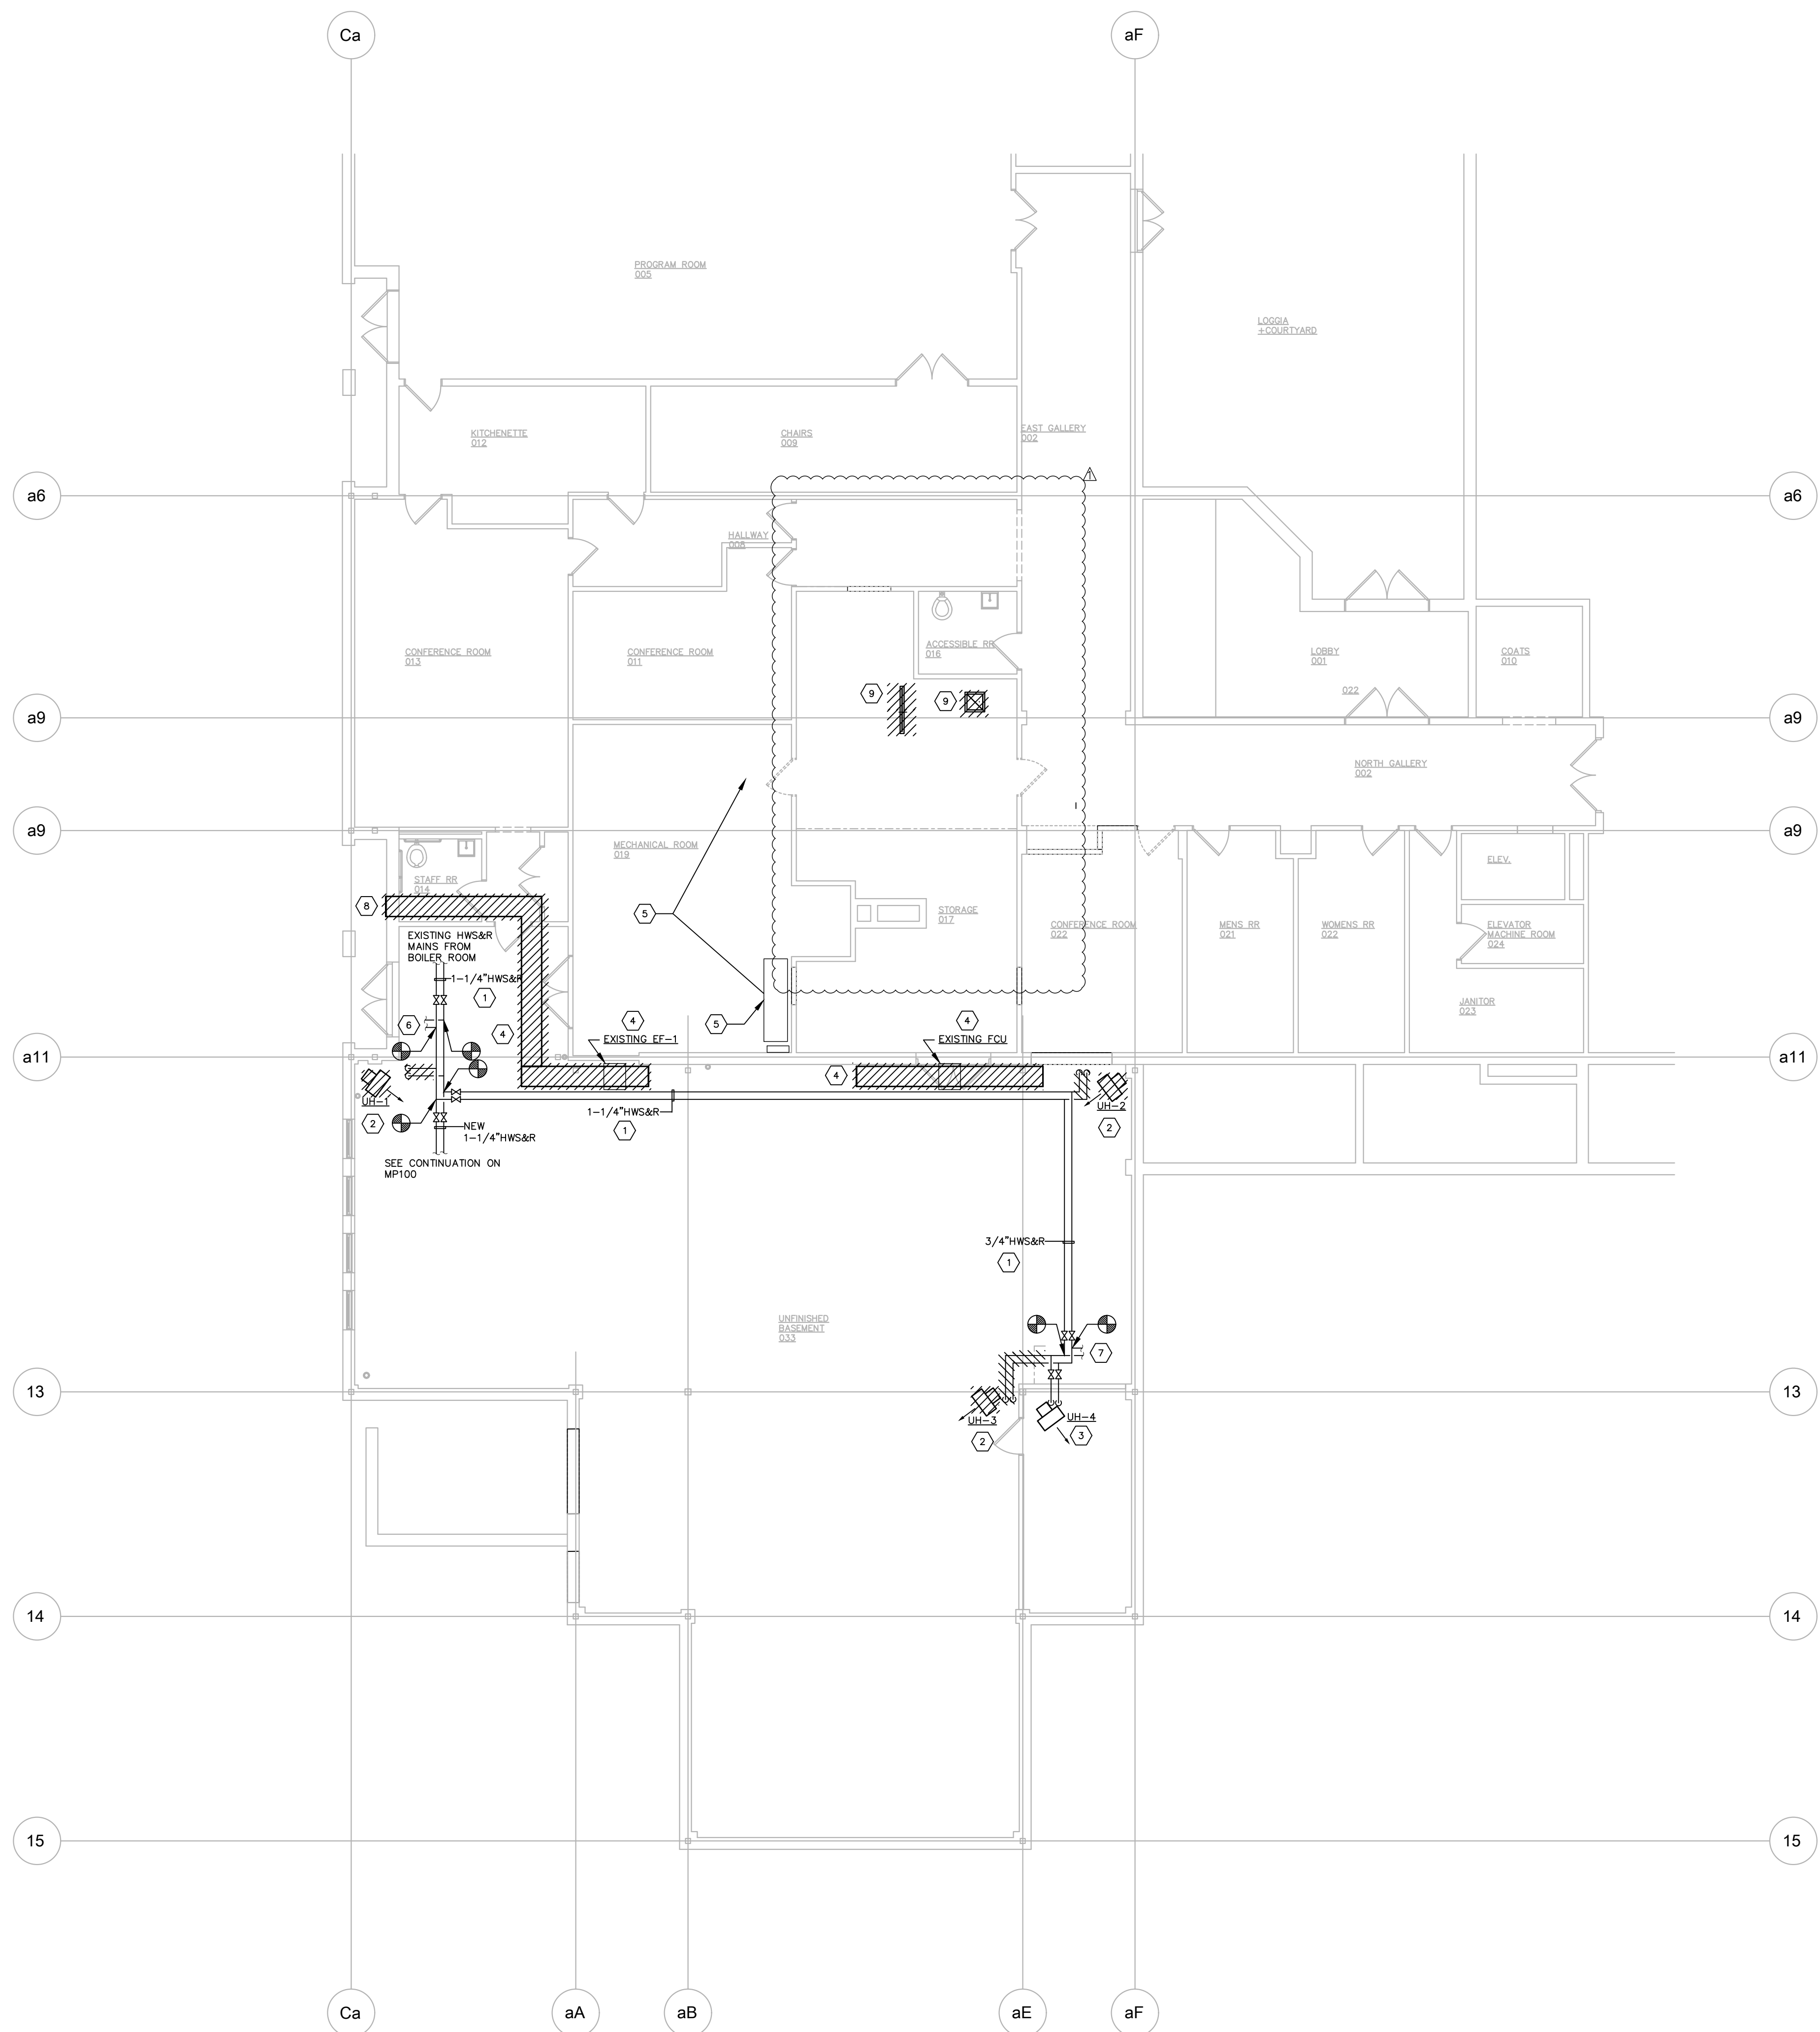 Ca
aF
PROGRAM ROOM
005
LOGGIA
+COURTYARD
KITCHENETTE
012
CHAIRS
009
EAST GALLERY
002
1
a6
a6
HALLWAY
008
CONFERENCE ROOM
013
CONFERENCE ROOM
011
ACCESSIBLE RR
016
LOBBY
001
COATS
010
022
9
9
a9
a9
NORTH GALLERY
002
a9
a9
MECHANICAL ROOM
019
STAFF RR
014
8
5
STORAGE
017
CONFERENCE ROOM
022
MENS RR
021
WOMENS RR
022
ELEV.
ELEVATOR
MACHINE ROOM
024
EXISTING HWS&R
MAINS FROM
BOILER ROOM
1-1/4"HWS&R
1
JANITOR
023
6
4
4
5
4
EXISTING EF-1
EXISTING FCU
a11
a11
4
UH-1
2
1-1/4"HWS&R
1
UH-2
2
NEW
1-1/4"HWS&R
SEE CONTINUATION ON
MP100
3/4"HWS&R
1
UNFINISHED
BASEMENT
033
7
13
13
UH-3
2
UH-4
3
14
14
15
15
Ca
aA
aB
aE
aF